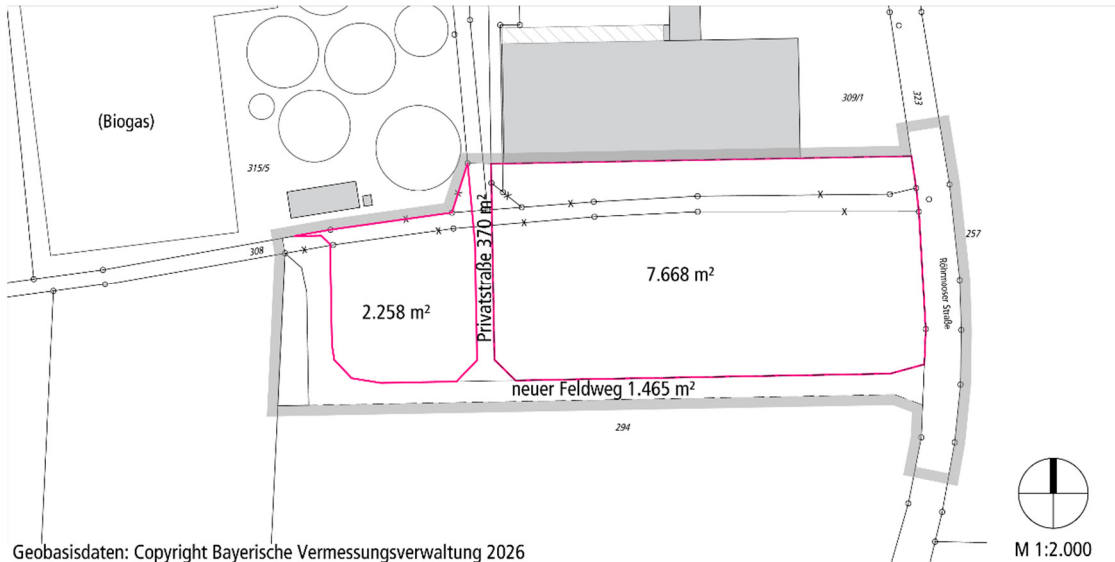 (Biogas)
315/5
309/1
323
308
257
Privatstraße 370 m²
2.258 m²
7.668 m²
Röhrmooser Straße
neuer Feldweg 1.465 m²
294
Geobasisdaten: Copyright Bayerische Vermessungsverwaltung 2026
M 1:2.000